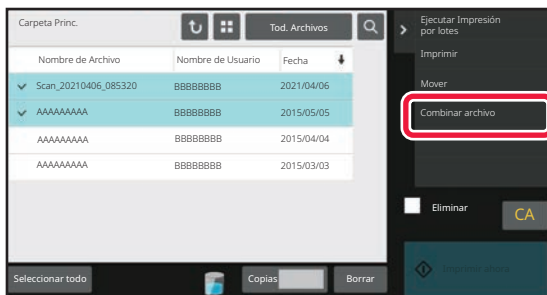 Carpeta Princ.
Tod. Archivos
Nombre de Archivo Nombre de Usuario Fecha
Scan_20210406_085320 BBBBBBBB 2021/04/06
AAAAAAAAA BBBBBBBB 2015/05/05
AAAAAAAAA BBBBBBBB 2015/04/04
AAAAAAAAA BBBBBBBB 2015/03/03
Seleccionar todo
Copias
Borrar
Ejecutar Impresión
por lotes
Imprimir
Mover
Combinar archivo
Eliminar
CA
Imprimir ahora